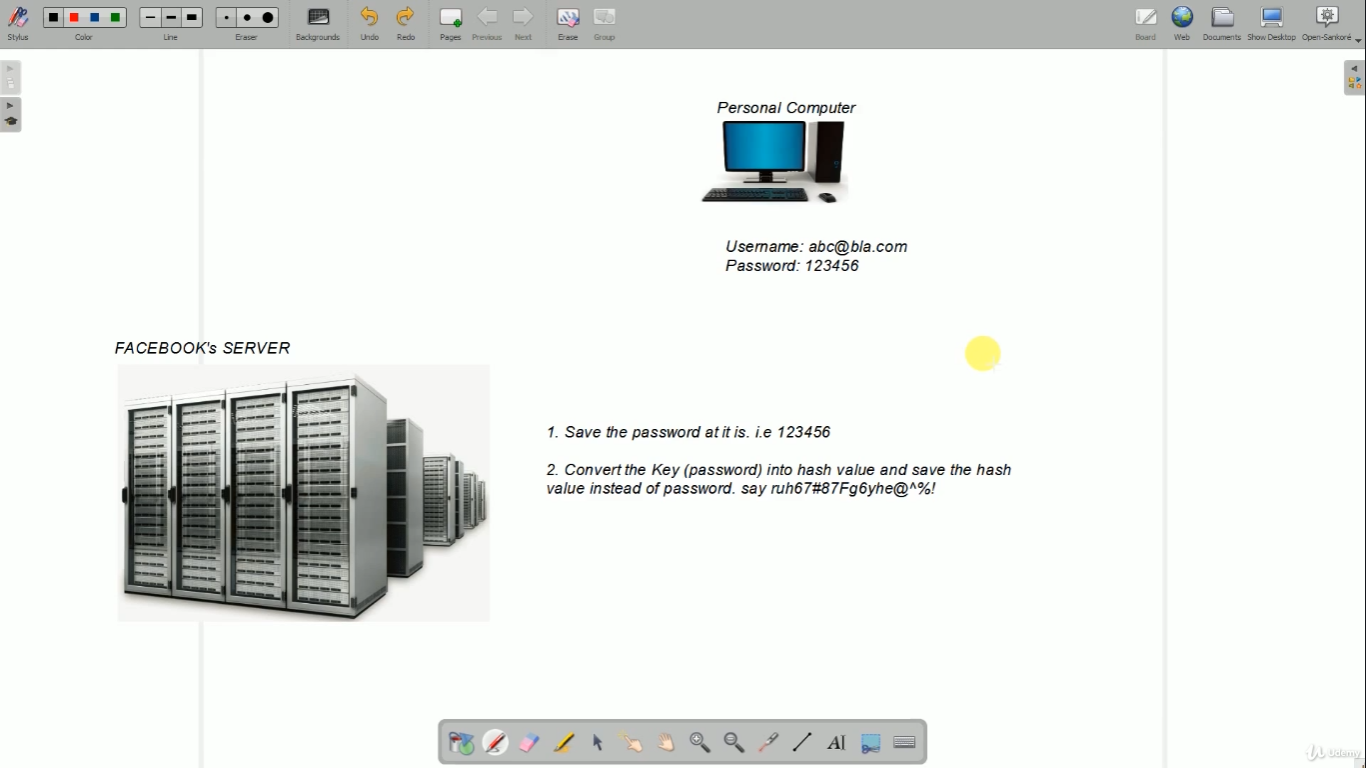 Stylus
Color
Line
Eraser
Backgrounds
Undo
Redo
Pages
Previous
Next
Erase
Group
Board
Web
Documents
Show Desktop
Open-Sankoré
Personal Computer
Username: abc@bla.com
Password: 123456
FACEBOOK's SERVER
1. Save the password at it is. i.e 123456
2. Convert the Key (password) into hash value and save the hash
value instead of password. say ruh67#87Fg6yhe@^%!
AI
Udemy